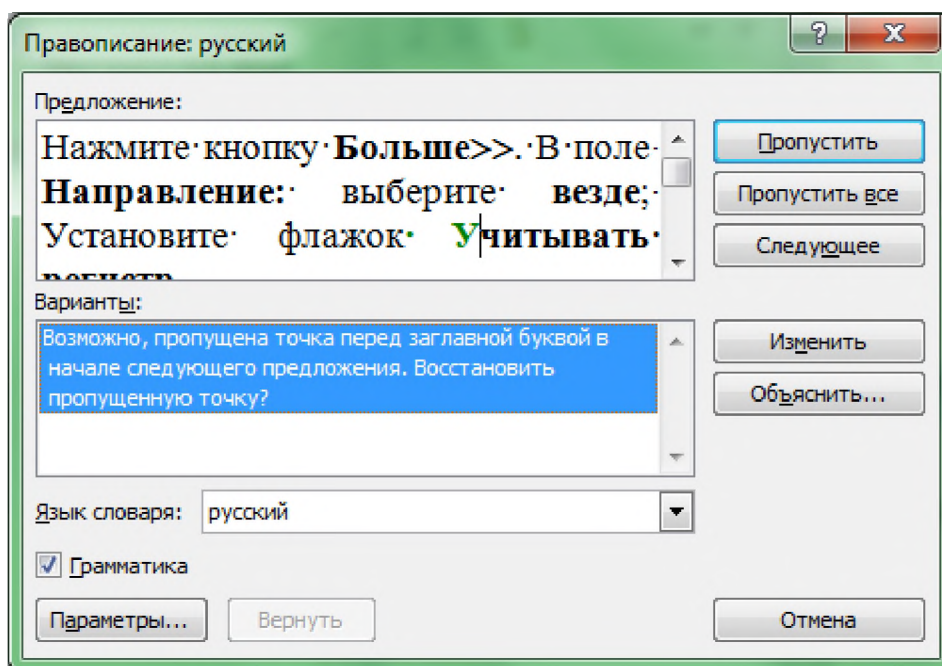 Правописание: русский
Предложение:
Нажмите·кнопку·Больше>>.·В·поле·
Направление:· выберите· везде;·
Установите· флажок· Учитывать·
регистр
Пропустить
Пропустить все
Следующее
Варианты:
Возможно, пропущена точка перед заглавной буквой в
начале следующего предложения. Восстановить
пропущенную точку?
Изменить
Объяснить...
Язык словаря: русский
Грамматика
Параметры...
Вернуть
Отмена